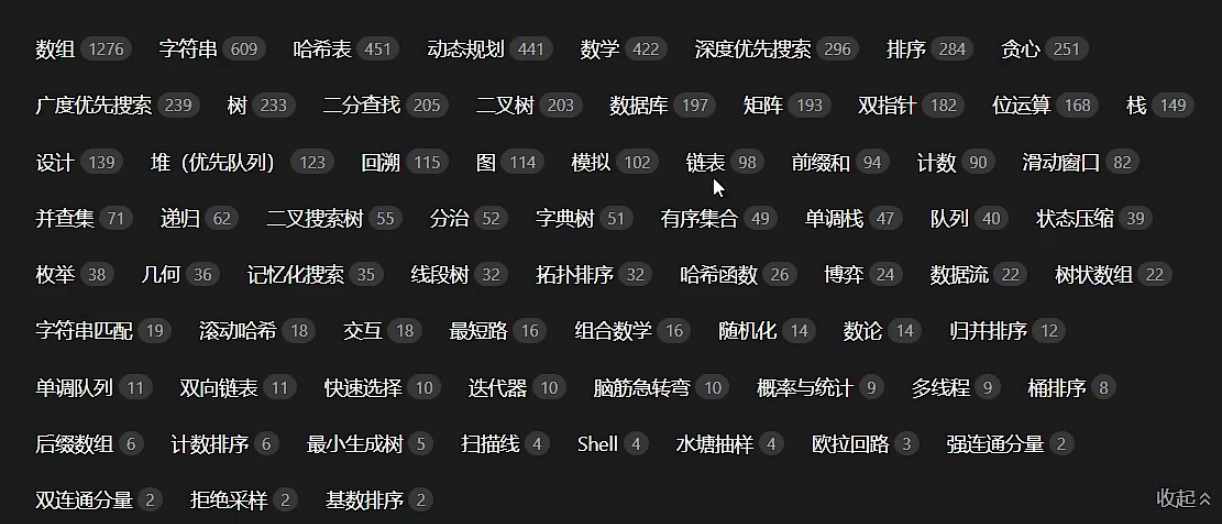 数组 1276 字符串 609 哈希表 451 动态规划 441 数学 422 深度优先搜索 296 排序 284 贪心 251
广度优先搜索 239 树 233 二分查找 205 二叉树 203 数据库 197 矩阵 193 双指针 182 位运算 168 栈 149
设计 139 堆（优先队列） 123 回溯 115 图 114 模拟 102 链表 98 前缀和 94 计数 90 滑动窗口 82
并查集 71 递归 62 二叉搜索树 55 分治 52 字典树 51 有序集合 49 单调栈 47 队列 40 状态压缩 39
枚举 38 几何 36 记忆化搜索 35 线段树 32 拓扑排序 32 哈希函数 26 博弈 24 数据流 22 树状数组 22
字符串匹配 19 滚动哈希 18 交互 18 最短路 16 组合数学 16 随机化 14 数论 14 归并排序 12
单调队列 11 双向链表 11 快速选择 10 迭代器 10 脑筋急转弯 10 概率与统计 9 多线程 9 桶排序 8
后缀数组 6 计数排序 6 最小生成树 5 扫描线 4 Shell 4 水塘抽样 4 欧拉回路 3 强连通分量 2
双连通分量 2 拒绝采样 2 基数排序 2 收起